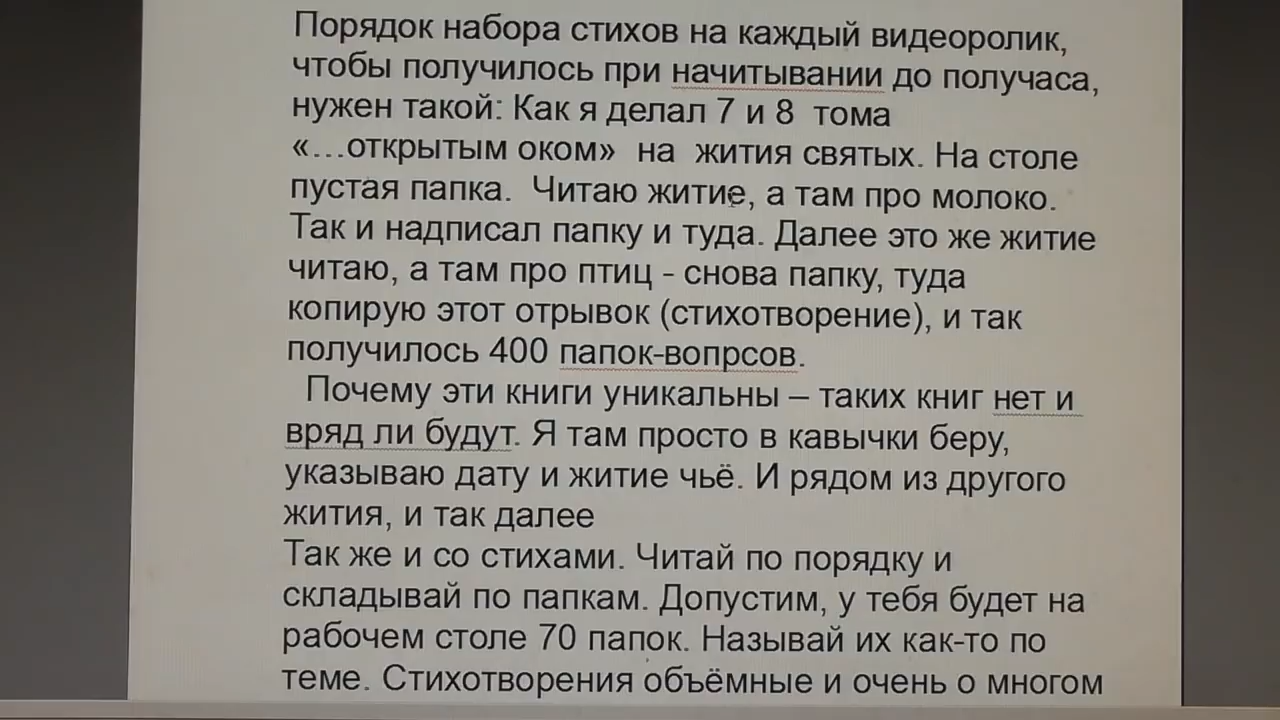 Порядок набора стихов на каждый видеоролик,
чтобы получилось при начитывании до получаса,
нужен такой: Как я делал 7 и 8 тома
«…открытым оком» на жития святых. На столе
пустая папка. Читаю житие, а там про молоко.
Так и надписал папку и туда. Далее это же житие
читаю, а там про птиц - снова папку, туда
копирую этот отрывок (стихотворение), и так
получилось 400 папок-вопрсов.
Почему эти книги уникальны – таких книг нет и
вряд ли будут. Я там просто в кавычки беру,
указываю дату и житие чьё. И рядом из другого
жития, и так далее
Так же и со стихами. Читай по порядку и
складывай по папкам. Допустим, у тебя будет на
рабочем столе 70 папок. Называй их как-то по
теме. Стихотворения объёмные и очень о многом